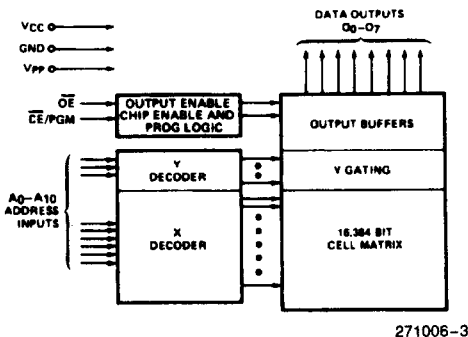 VCC
GND
VPP
DATA OUTPUTS
O0–O7
OE
CE/PGM
OUTPUT ENABLE
CHIP ENABLE AND
PROG LOGIC
OUTPUT BUFFERS
A0–A10
ADDRESS
INPUTS
Y
DECODER
Y GATING
X
DECODER
16,384 BIT
CELL MATRIX
271006–3